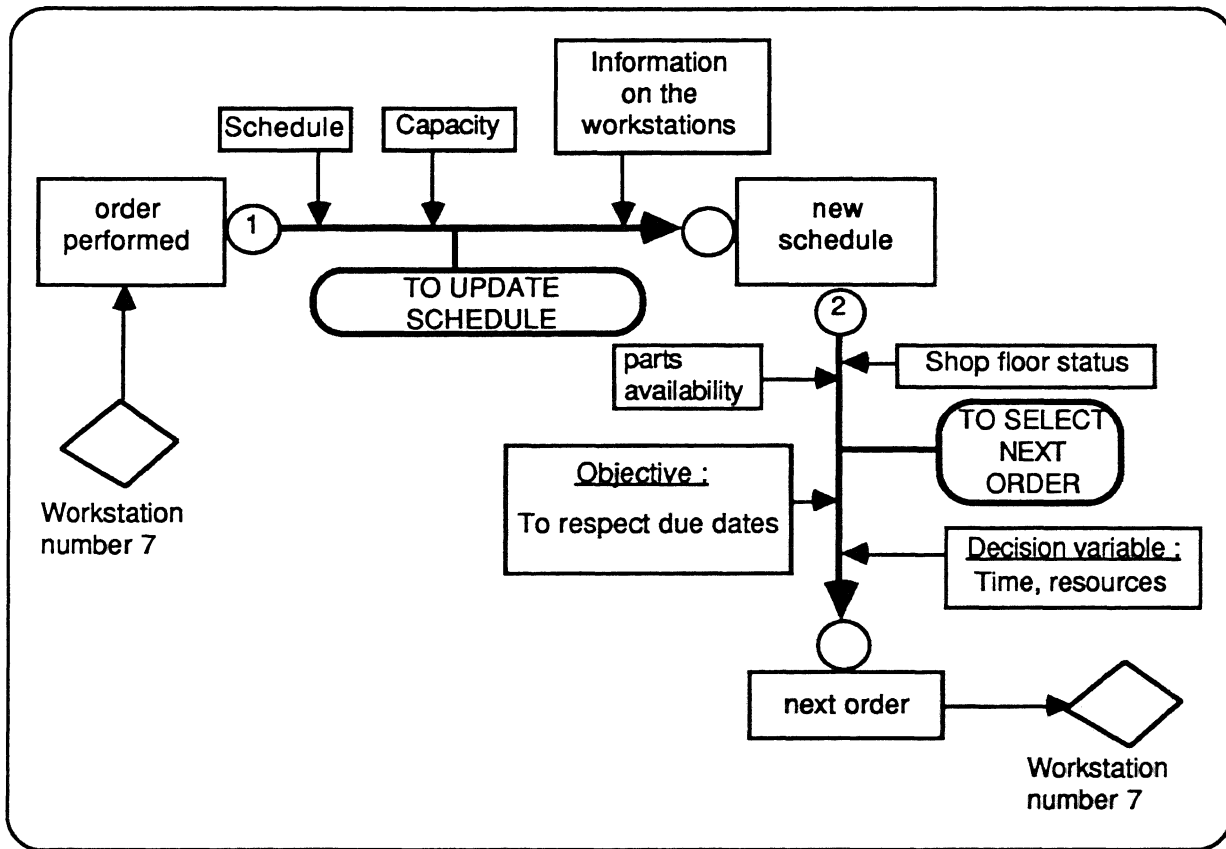 Information
on the
workstations
Schedule
Capacity
order
performed
1
new
schedule
TO UPDATE
SCHEDULE
2
parts
availability
Shop floor status
TO SELECT
NEXT
ORDER
Objective :
To respect due dates
Workstation
number 7
Decision variable :
Time, resources
next order
Workstation
number 7